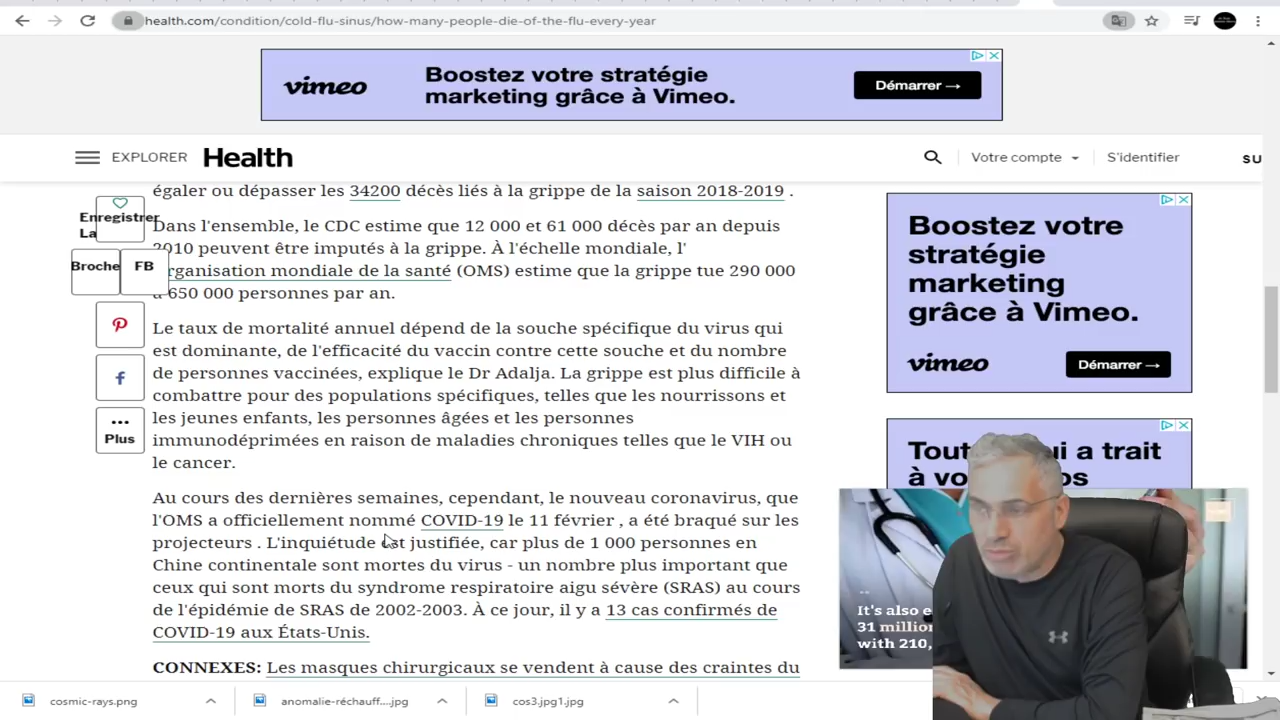 health.com/condition/cold-flu-sinus/how-many-people-die-of-the-flu-every-year
vimeo
Boostez votre stratégie
marketing grâce à Vimeo.
Démarrer →
EXPLORER
Health
Votre compte
S'identifier
SU
égaler ou dépasser les 34200 décès liés à la grippe de la saison 2018-2019 .
Enregistrer
La
Dans l'ensemble, le CDC estime que 12 000 et 61 000 décès par an depuis
2010 peuvent être imputés à la grippe. À l'échelle mondiale, l'
Broche
FB
rganisation mondiale de la santé (OMS) estime que la grippe tue 290 000
à 650 000 personnes par an.
Le taux de mortalité annuel dépend de la souche spécifique du virus qui
est dominante, de l'efficacité du vaccin contre cette souche et du nombre
de personnes vaccinées, explique le Dr Adalja. La grippe est plus difficile à
combattre pour des populations spécifiques, telles que les nourrissons et
les jeunes enfants, les personnes âgées et les personnes
immunodéprimées en raison de maladies chroniques telles que le VIH ou
le cancer.
Plus
Au cours des dernières semaines, cependant, le nouveau coronavirus, que
l'OMS a officiellement nommé COVID-19 le 11 février , a été braqué sur les
projecteurs . L'inquiétude est justifiée, car plus de 1 000 personnes en
Chine continentale sont mortes du virus - un nombre plus important que
ceux qui sont morts du syndrome respiratoire aigu sévère (SRAS) au cours
de l'épidémie de SRAS de 2002-2003. À ce jour, il y a 13 cas confirmés de
COVID-19 aux États-Unis.
CONNEXES: Les masques chirurgicaux se vendent à cause des craintes du
Boostez votre
stratégie
marketing
grâce à Vimeo.
vimeo
Démarrer →
Tout ui a trait
à vo os
It's also e
31 million
with 210,
cosmic-rays.png
anomalie-réchauff....jpg
cos3.jpg1.jpg